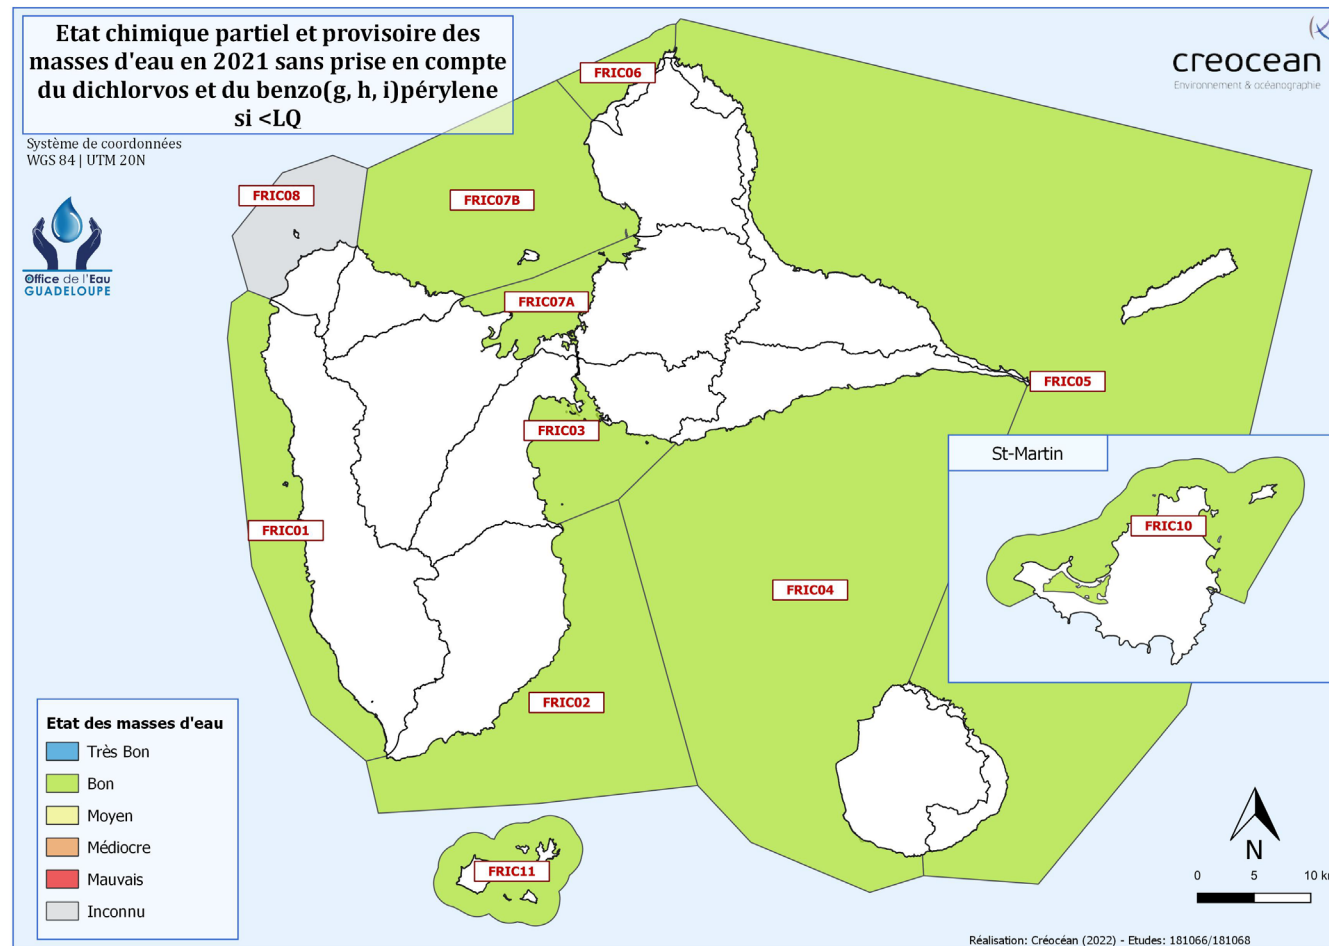 Etat chimique partiel et provisoire des
masses d'eau en 2021 sans prise en compte
du dichlorvos et du benzo(g, h, i)pérylene
si <LQ
Système de coordonnées
WGS 84 | UTM 20N
Office de l'Eau
GUADELOUPE
creocean
Environnement & océanographie
FRIC06
FRIC08
FRIC07B
FRIC07A
FRIC05
FRIC03
St-Martin
FRIC10
FRIC01
FRIC04
FRIC02
FRIC11
Etat des masses d'eau
Très Bon
Bon
Moyen
Médiocre
Mauvais
Inconnu
N
0 5 10 km
Réalisation: Créocéan (2022) - Etudes: 181066/181068